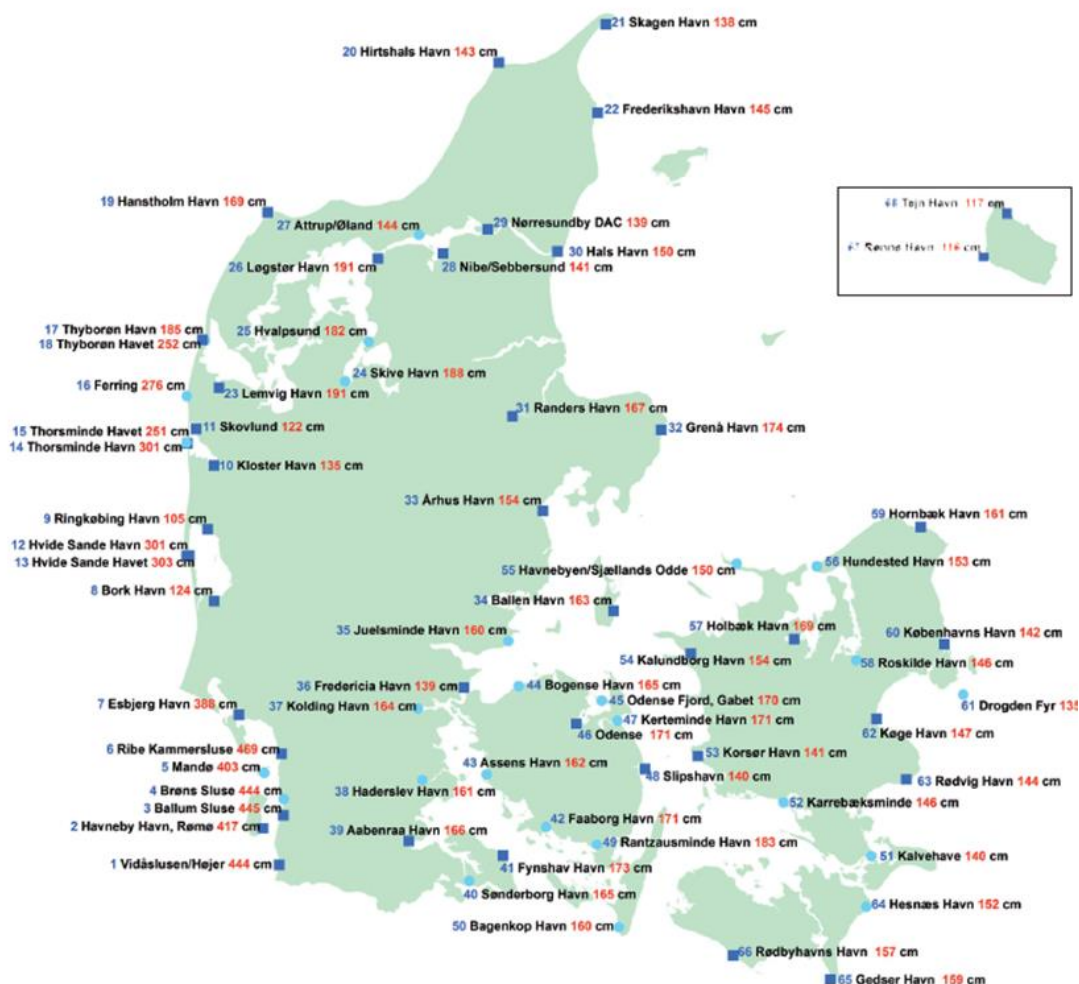 21 Skagen Havn 138 cm
20 Hirtshals Havn 143 cm
22 Frederikshavn Havn 145 cm
19 Hanstholm Havn 169 cm
68 Tejn Havn 117 cm
27 Attrup/Øland 144 cm
29 Nørresundby DAC 139 cm
67 Rønne Havn 116 cm
30 Hals Havn 150 cm
26 Løgstør Havn 191 cm
28 Nibe/Sebbersund 141 cm
17 Thyborøn Havn 185 cm
25 Hvalpsund 182 cm
18 Thyborøn Havet 252 cm
24 Skive Havn 188 cm
16 Ferring 276 cm
23 Lemvig Havn 191 cm
31 Randers Havn 167 cm
15 Thorsminde Havet 251 cm
11 Skovlund 122 cm
32 Grenå Havn 174 cm
14 Thorsminde Havn 301 cm
10 Kloster Havn 135 cm
33 Århus Havn 154 cm
59 Hornbæk Havn 161 cm
9 Ringkøbing Havn 105 cm
12 Hvide Sande Havn 301 cm
13 Hvide Sande Havet 303 cm
56 Hundested Havn 153 cm
55 Havnebyen/Sjællands Odde 150 cm
8 Bork Havn 124 cm
34 Ballen Havn 163 cm
57 Holbæk Havn 169 cm
35 Juelsminde Havn 160 cm
60 Københavns Havn 142 cm
54 Kalundborg Havn 154 cm
58 Roskilde Havn 146 cm
36 Fredericia Havn 139 cm
44 Bogense Havn 165 cm
45 Odense Fjord, Gabet 170 cm
7 Esbjerg Havn 388 cm
37 Kolding Havn 164 cm
61 Drogden Fyr 135
47 Kerteminde Havn 171 cm
46 Odense 171 cm
62 Køge Havn 147 cm
6 Ribe Kammersluse 469 cm
53 Korsør Havn 141 cm
5 Mandø 403 cm
43 Assens Havn 162 cm
48 Slipshavn 140 cm
63 Rødvig Havn 144 cm
4 Brøns Sluse 444 cm
38 Haderslev Havn 161 cm
3 Ballum Sluse 445 cm
52 Karrebæksminde 146 cm
2 Havneby Havn, Rømø 417 cm
39 Aabenraa Havn 166 cm
42 Faaborg Havn 171 cm
49 Rantzausminde Havn 183 cm
51 Kalvehave 140 cm
1 Vidåslusen/Højer 444 cm
41 Fynshav Havn 173 cm
40 Sønderborg Havn 165 cm
64 Hesnæs Havn 152 cm
50 Bagenkop Havn 160 cm
66 Rødbyhavns Havn 157 cm
65 Gedser Havn 159 cm